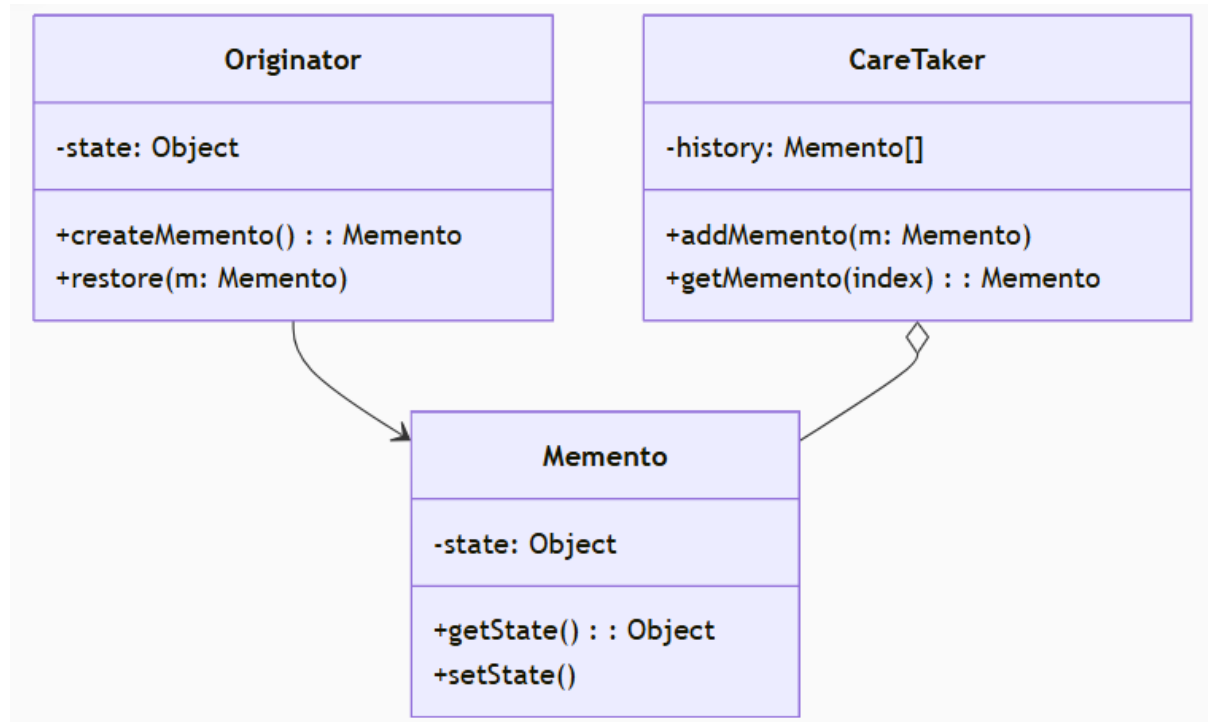 Originator
-state: Object
+createMemento() : : Memento
+restore(m: Memento)
CareTaker
-history: Memento[]
+addMemento(m: Memento)
+getMemento(index) : : Memento
Memento
-state: Object
+getState() : : Object
+setState()